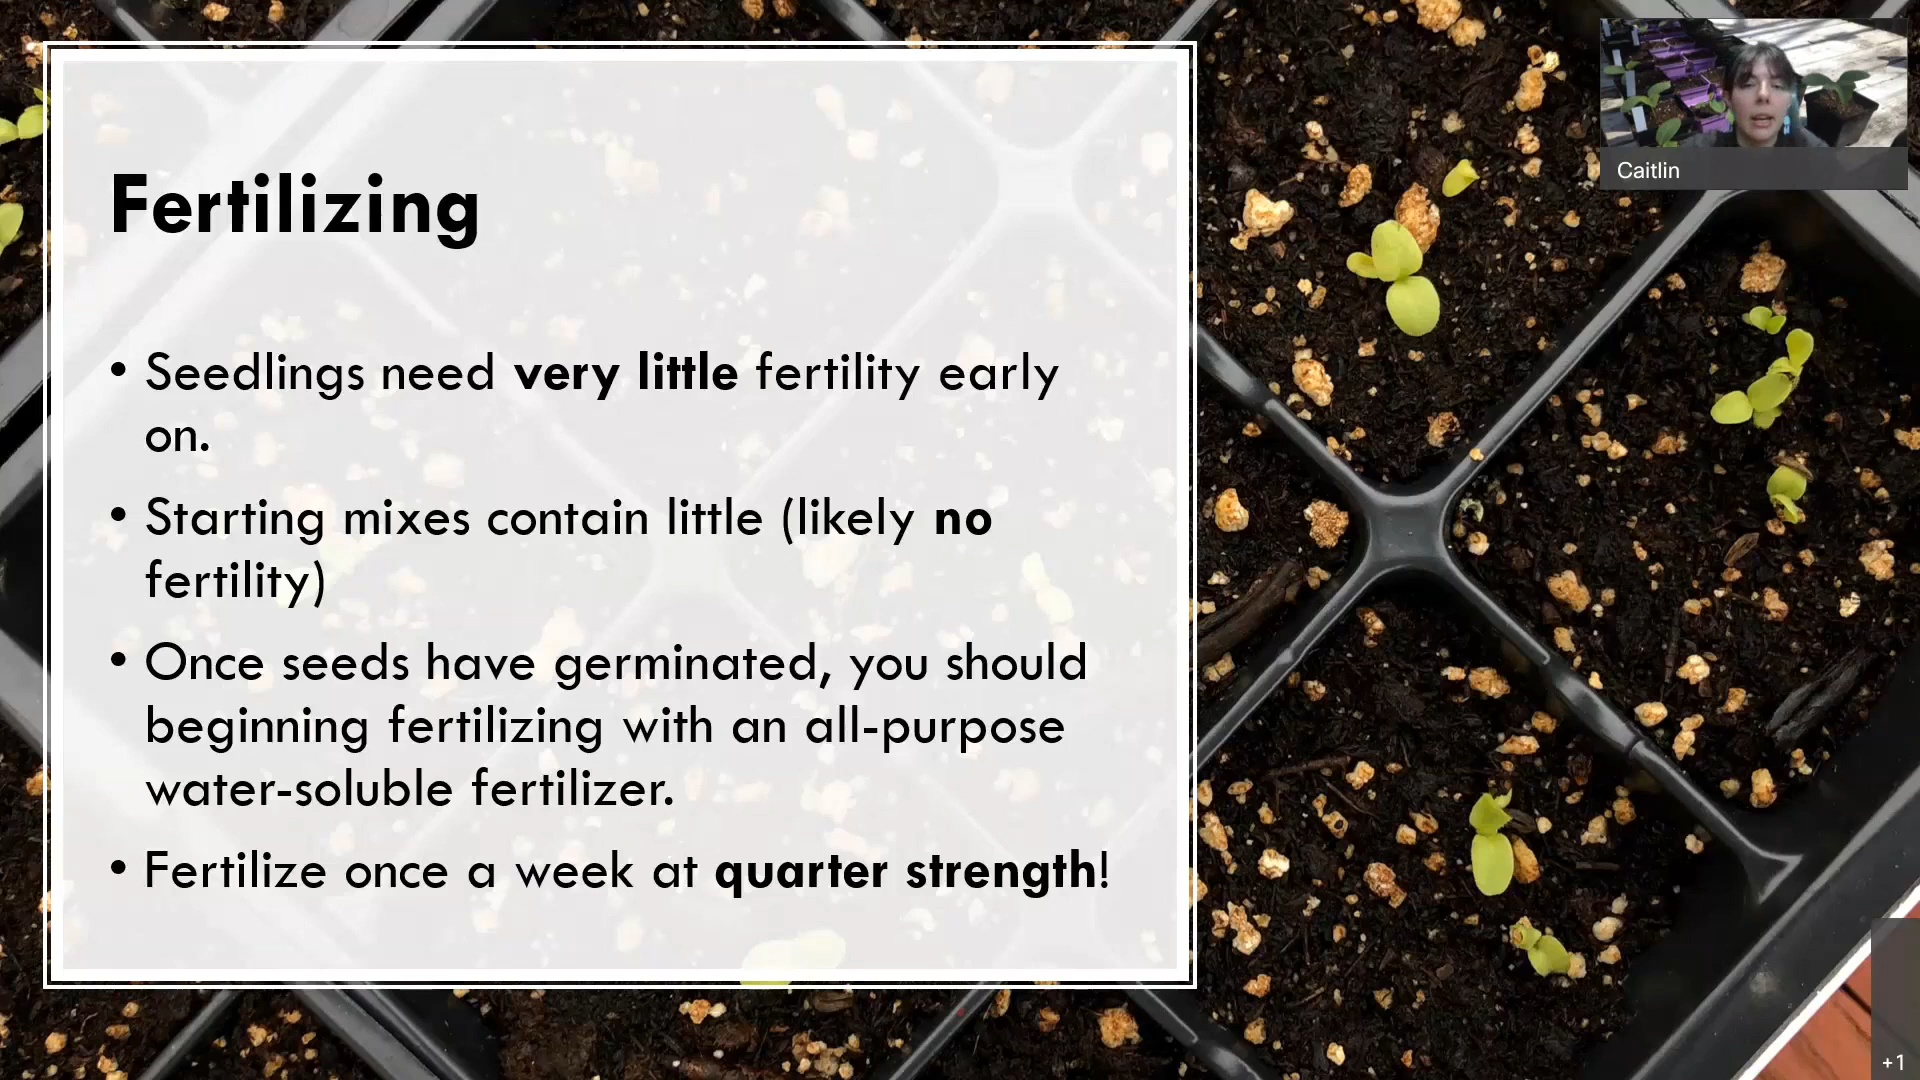 Fertilizing
• Seedlings need very little fertility early
on.
• Starting mixes contain little (likely no
fertility)
• Once seeds have germinated, you should
beginning fertilizing with an all-purpose
water-soluble fertilizer.
• Fertilize once a week at quarter strength!
Caitlin
+1